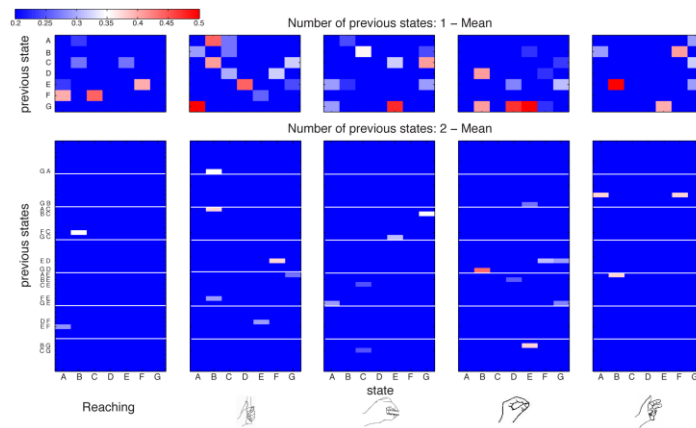 0.2 0.25 0.3 0.35 0.4 0.45 0.5
Number of previous states: 1 – Mean
previous state
A
B
C
D
E
F
G
Number of previous states: 2 – Mean
previous states
G A
G B
B C
G C
E D
G D
B E
G E
D F
E F
B G
C G
A B C D E F G
A B C D E F G
A B C D E F G
A B C D E F G
A B C D E F G
state
Reaching